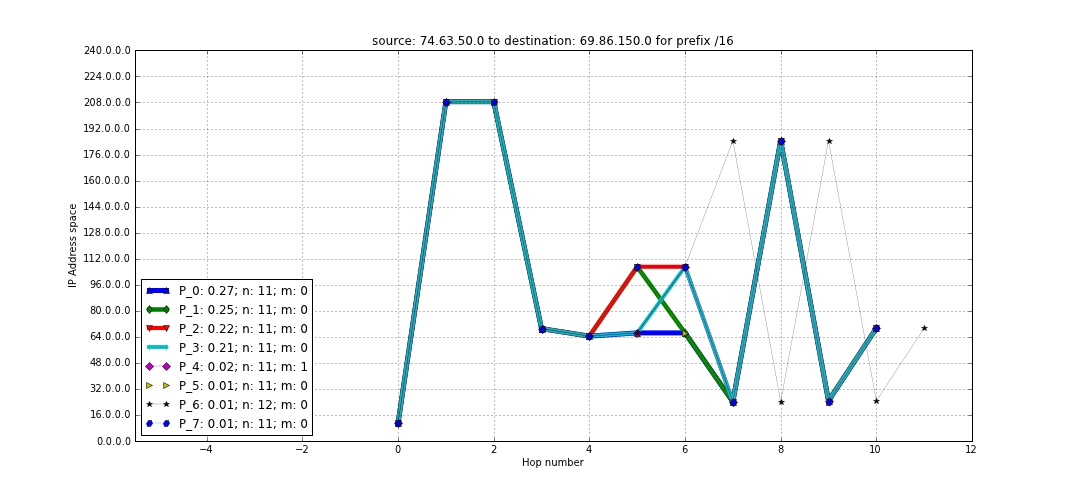 source: 74.63.50.0 to destination: 69.86.150.0 for prefix /16
240.0.0.0
224.0.0.0
208.0.0.0
192.0.0.0
176.0.0.0
160.0.0.0
144.0.0.0
128.0.0.0
112.0.0.0
96.0.0.0
80.0.0.0
64.0.0.0
48.0.0.0
32.0.0.0
16.0.0.0
0.0.0.0
IP Address space
P_0: 0.27; n: 11; m: 0
P_1: 0.25; n: 11; m: 0
P_2: 0.22; n: 11; m: 0
P_3: 0.21; n: 11; m: 0
P_4: 0.02; n: 11; m: 1
P_5: 0.01; n: 11; m: 0
P_6: 0.01; n: 12; m: 0
P_7: 0.01; n: 11; m: 0
−4 −2 0 2 4 6 8 10 12
Hop number